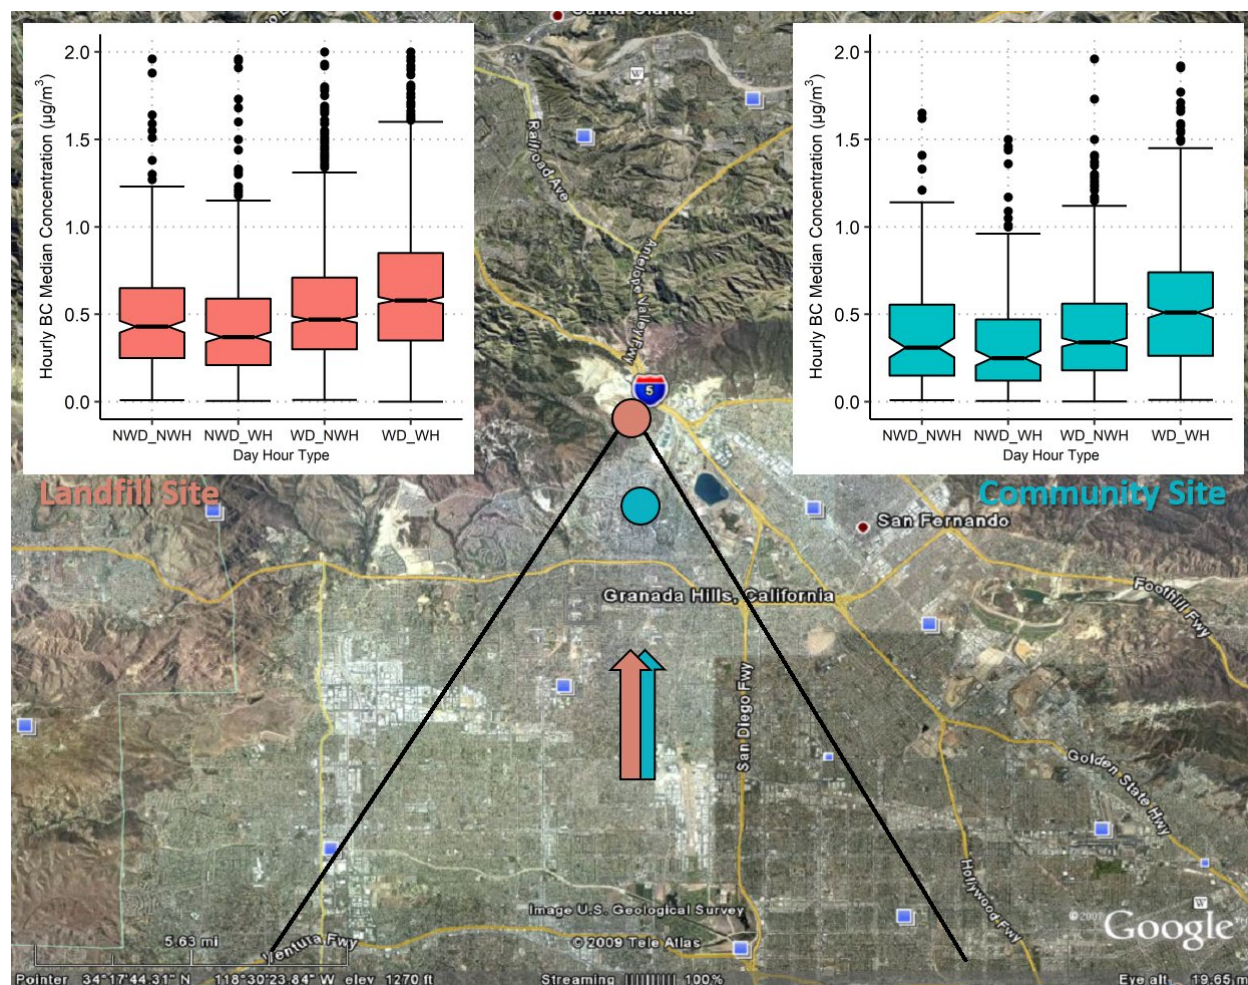 Santa Clarita
Hourly BC Median Concentration (µg/m³)
2.0
1.5
1.0
0.5
0.0
NWD_NWH
NWD_WH
WD_NWH
WD_WH
Day Hour Type
Landfill Site
Hourly BC Median Concentration (µg/m³)
2.0
1.5
1.0
0.5
0.0
NWD_NWH
NWD_WH
WD_NWH
WD_WH
Day Hour Type
Community Site
W
Railroad Ave
Antelope Valley Fwy
5
San Fernando
Granada Hills, California
Foothill Fwy
San Diego Fwy
Golden State Hwy
Hollywood Fwy
Ventura Fwy
W
Image U.S. Geological Survey
© 2009 Tele Atlas
© 2009 Google™
5.63 mi
Pointer 34°17'44.31" N 118°30'23.84" W elev 1270 ft
Streaming 100%
Eye alt 19.65 m